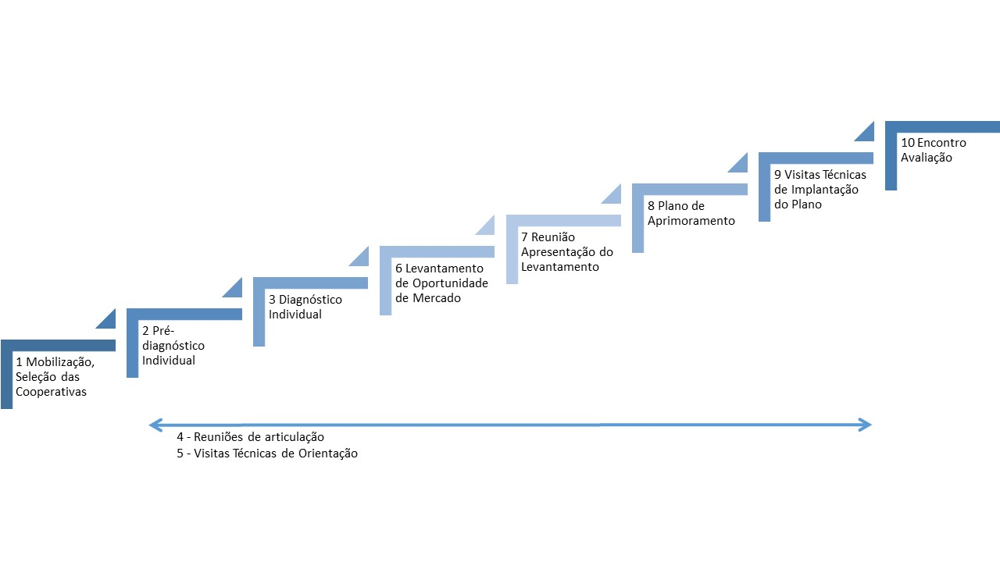 1 Mobilização,
Seleção das
Cooperativas
2 Pré-
diagnóstico
Individual
3 Diagnóstico
Individual
6 Levantamento
de Oportunidade
de Mercado
7 Reunião
Apresentação do
Levantamento
8 Plano de
Aprimoramento
9 Visitas Técnicas
de Implantação
do Plano
10 Encontro
Avaliação
4 - Reuniões de articulação
5 - Visitas Técnicas de Orientação